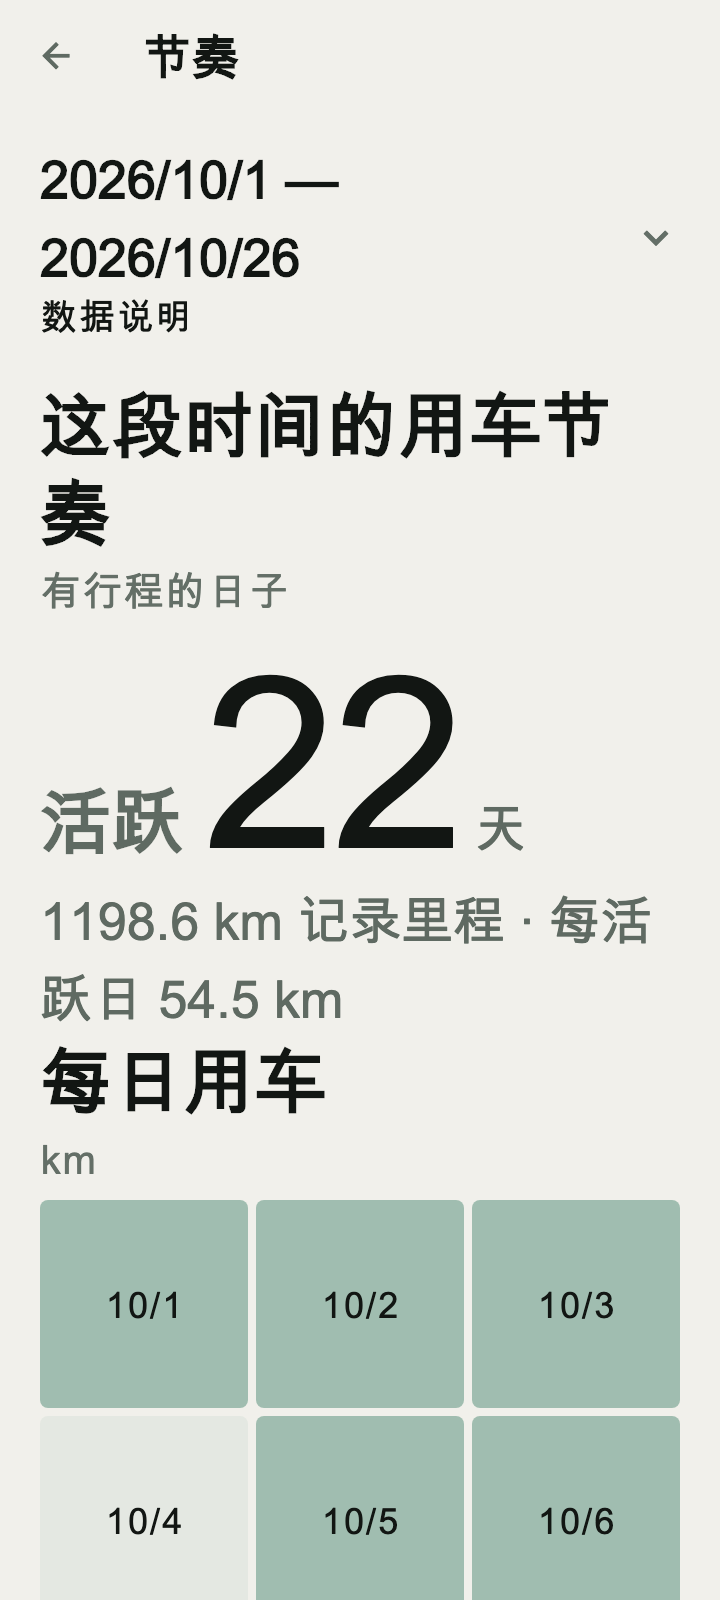 节奏
2026/10/1 —
2026/10/26
数据说明
这段时间的用车节
奏
有行程的日子
活跃 22 天
1198.6 km 记录里程 · 每活
跃日 54.5 km
每日用车
km
10/1 10/2 10/3
10/4 10/5 10/6